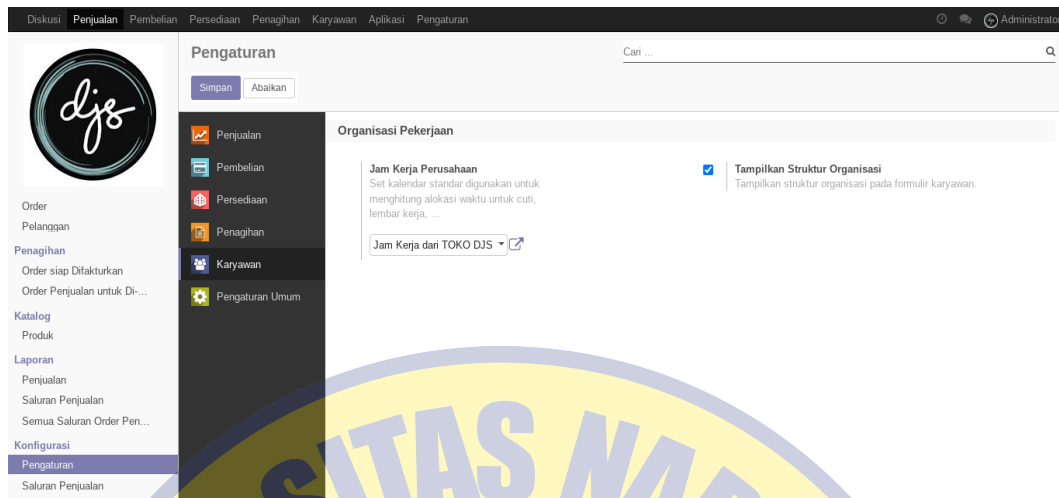 Diskusi Penjualan Pembelian Persediaan Penagihan Karyawan Aplikasi Pengaturan Administrator
djs
Order
Pelanggan
Penagihan
Order siap Difakturkan
Order Penjualan untuk Di-...
Katalog
Produk
Laporan
Penjualan
Saluran Penjualan
Semua Saluran Order Pen...
Konfigurasi
Pengaturan
Saluran Penjualan
Pengaturan
Cari ...
Simpan Abaikan
Penjualan
Pembelian
Persediaan
Penagihan
Karyawan
Pengaturan Umum
Organisasi Pekerjaan
Jam Kerja Perusahaan
Set kalendar standar digunakan untuk
menghitung alokasi waktu untuk cuti,
lembar kerja, ...
Jam Kerja dari TOKO DJS
Tampilkan Struktur Organisasi
Tampilkan struktur organisasi pada formulir karyawan.
SITAS NA